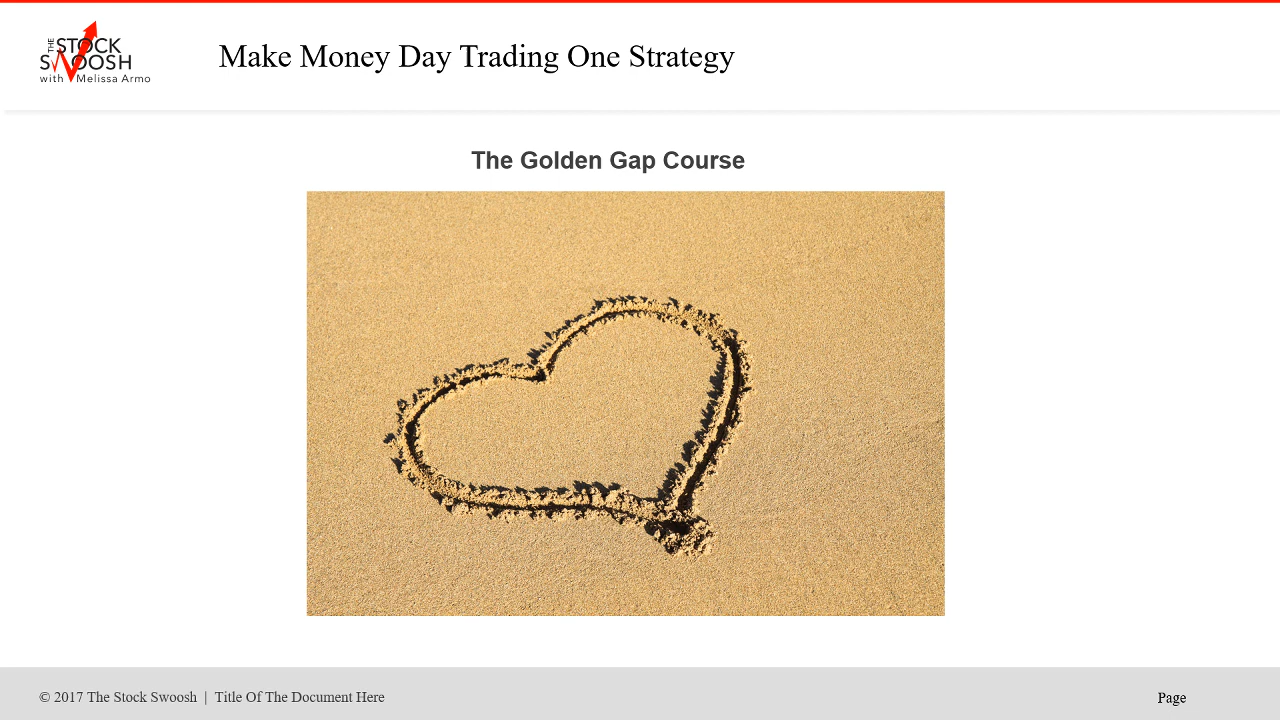 THE STOCK
SWOOSH
with Melissa Armo
Make Money Day Trading One Strategy
The Golden Gap Course
© 2017 The Stock Swoosh | Title Of The Document Here
Page